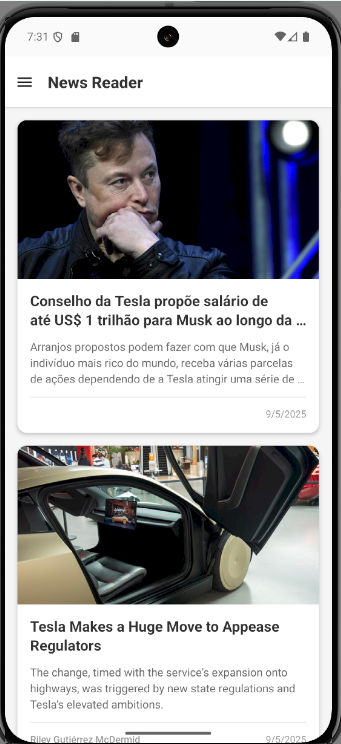 7:31
News Reader
Conselho da Tesla propõe salário de
até US$ 1 trilhão para Musk ao longo da ...
Arranjos propostos podem fazer com que Musk, já o
indivíduo mais rico do mundo, receba várias parcelas
de ações dependendo de a Tesla atingir uma série de ...
9/5/2025
Tesla Makes a Huge Move to Appease
Regulators
The change, timed with the service's expansion onto
highways, was triggered by new state regulations and
Tesla's elevated ambitions.
Riley Gutiérrez McDermid 9/5/2025